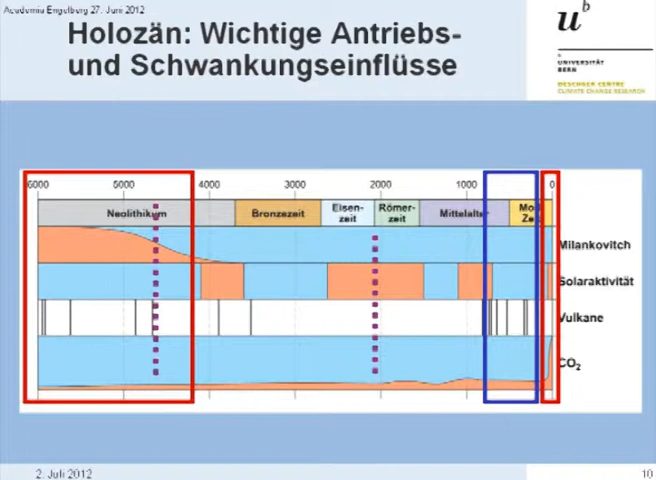 Academia Engelberg 27. Juni 2012
Holozän: Wichtige Antriebs-
und Schwankungseinflüsse
u^b
b
UNIVERSITÄT
BERN
OESCHGER CENTRE
CLIMATE CHANGE RESEARCH
6000 5000 4000 3000 2000 1000 0
Neolithikum
Bronzezeit
Eisen-
zeit
Römer-
zeit
Mittelalter
Mod
Ze
Milankovitch
Solaraktivität
Vulkane
CO₂
2. Juli 2012
10